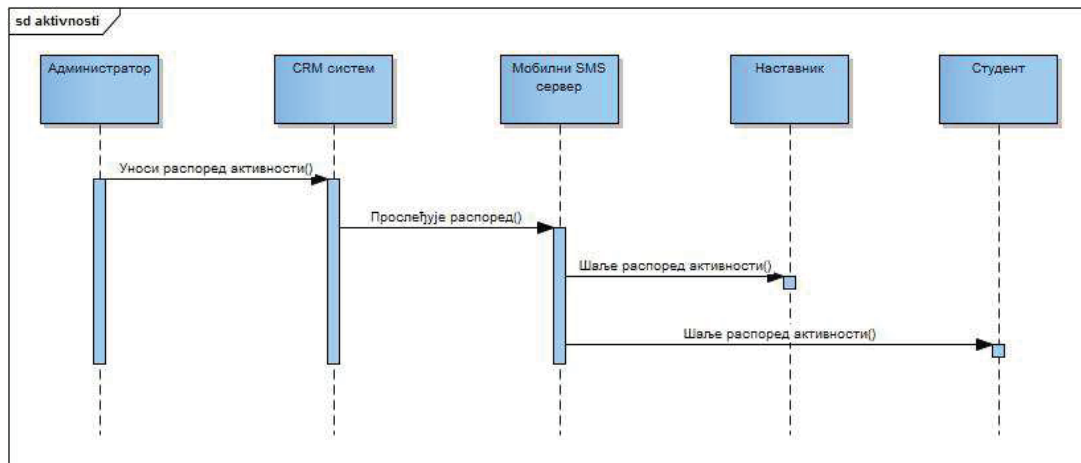 sd aktivnosti
Администратор
CRM систем
Мобилни SMS
сервер
Наставник
Студент
Уноси распоред активности()
Прослеђује распоред()
Шаље распоред активности()
Шаље распоред активности()